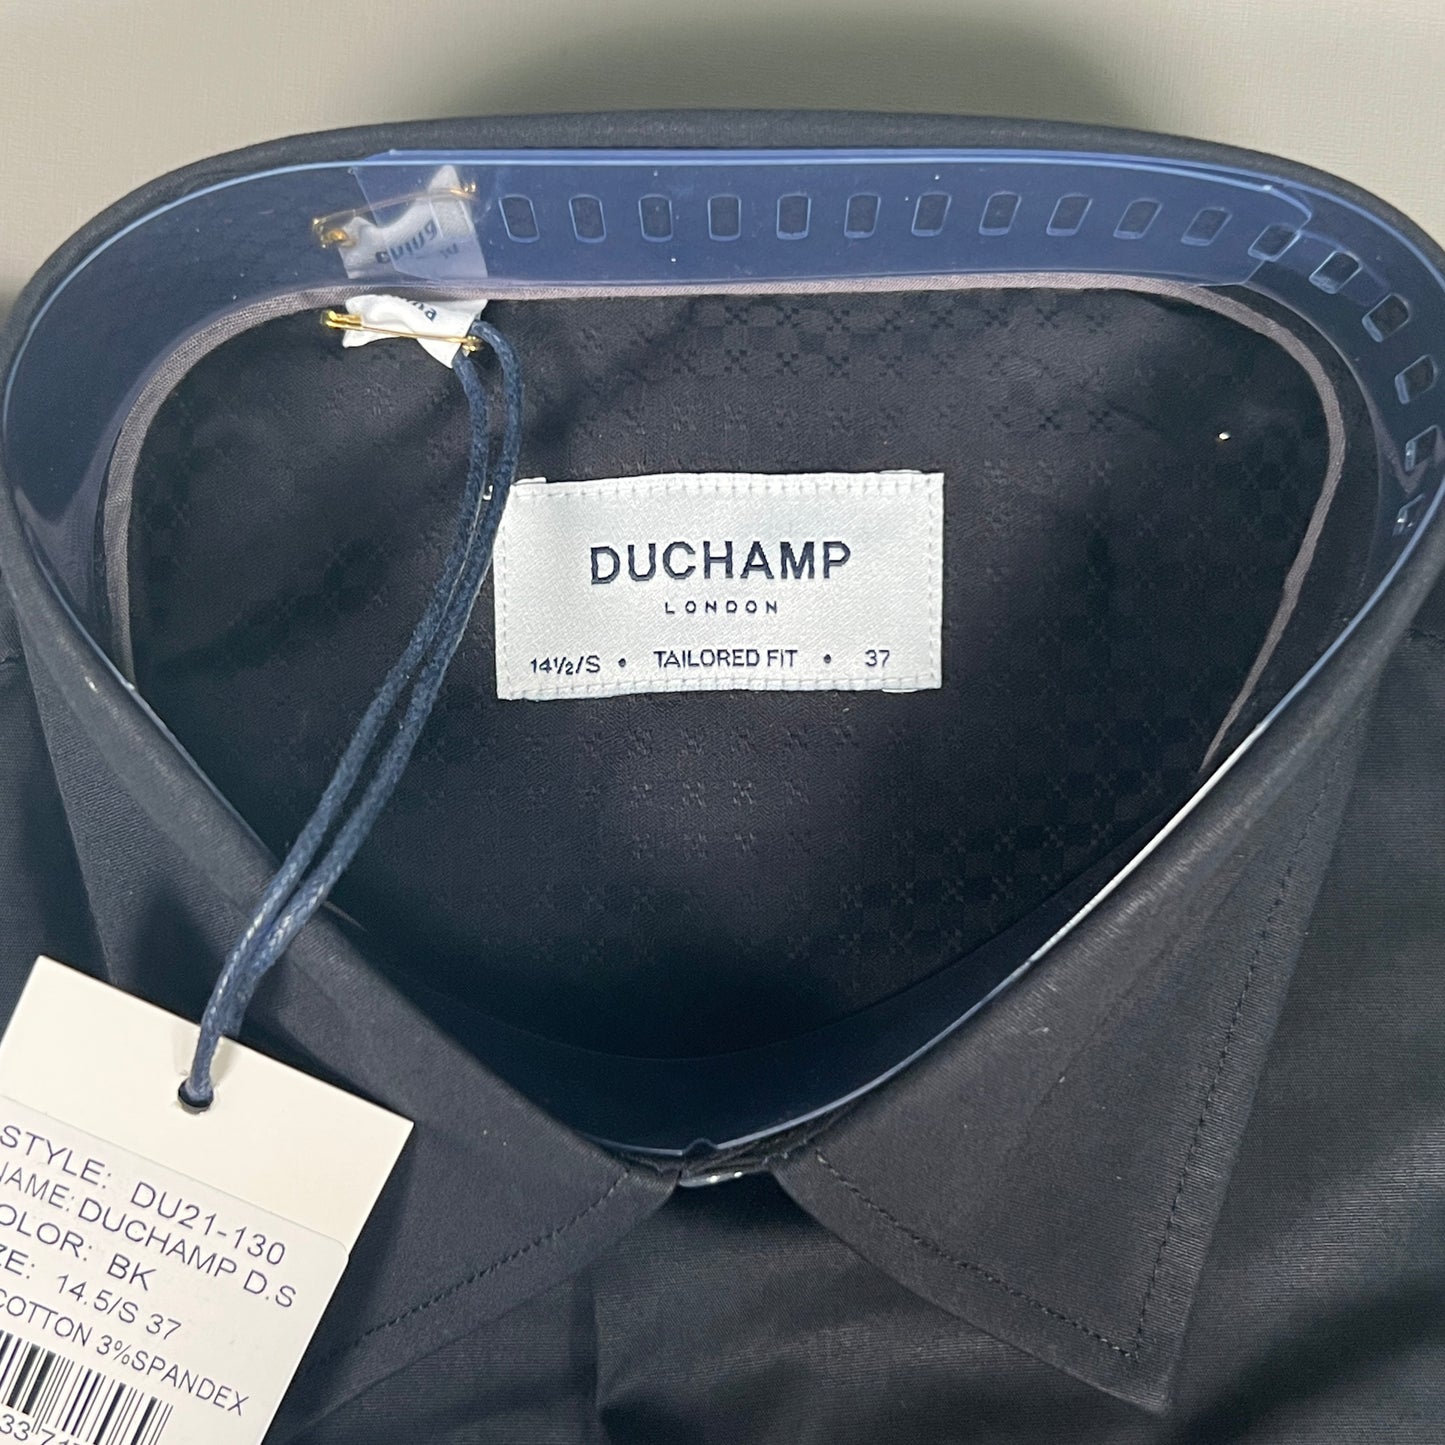 DUCHAMP
LONDON
14½/S • TAILORED FIT • 37
STYLE: DU21-130
NAME: DUCHAMP D.S
COLOR: BK
14.5/S 37
COTTON 3%SPANDEX